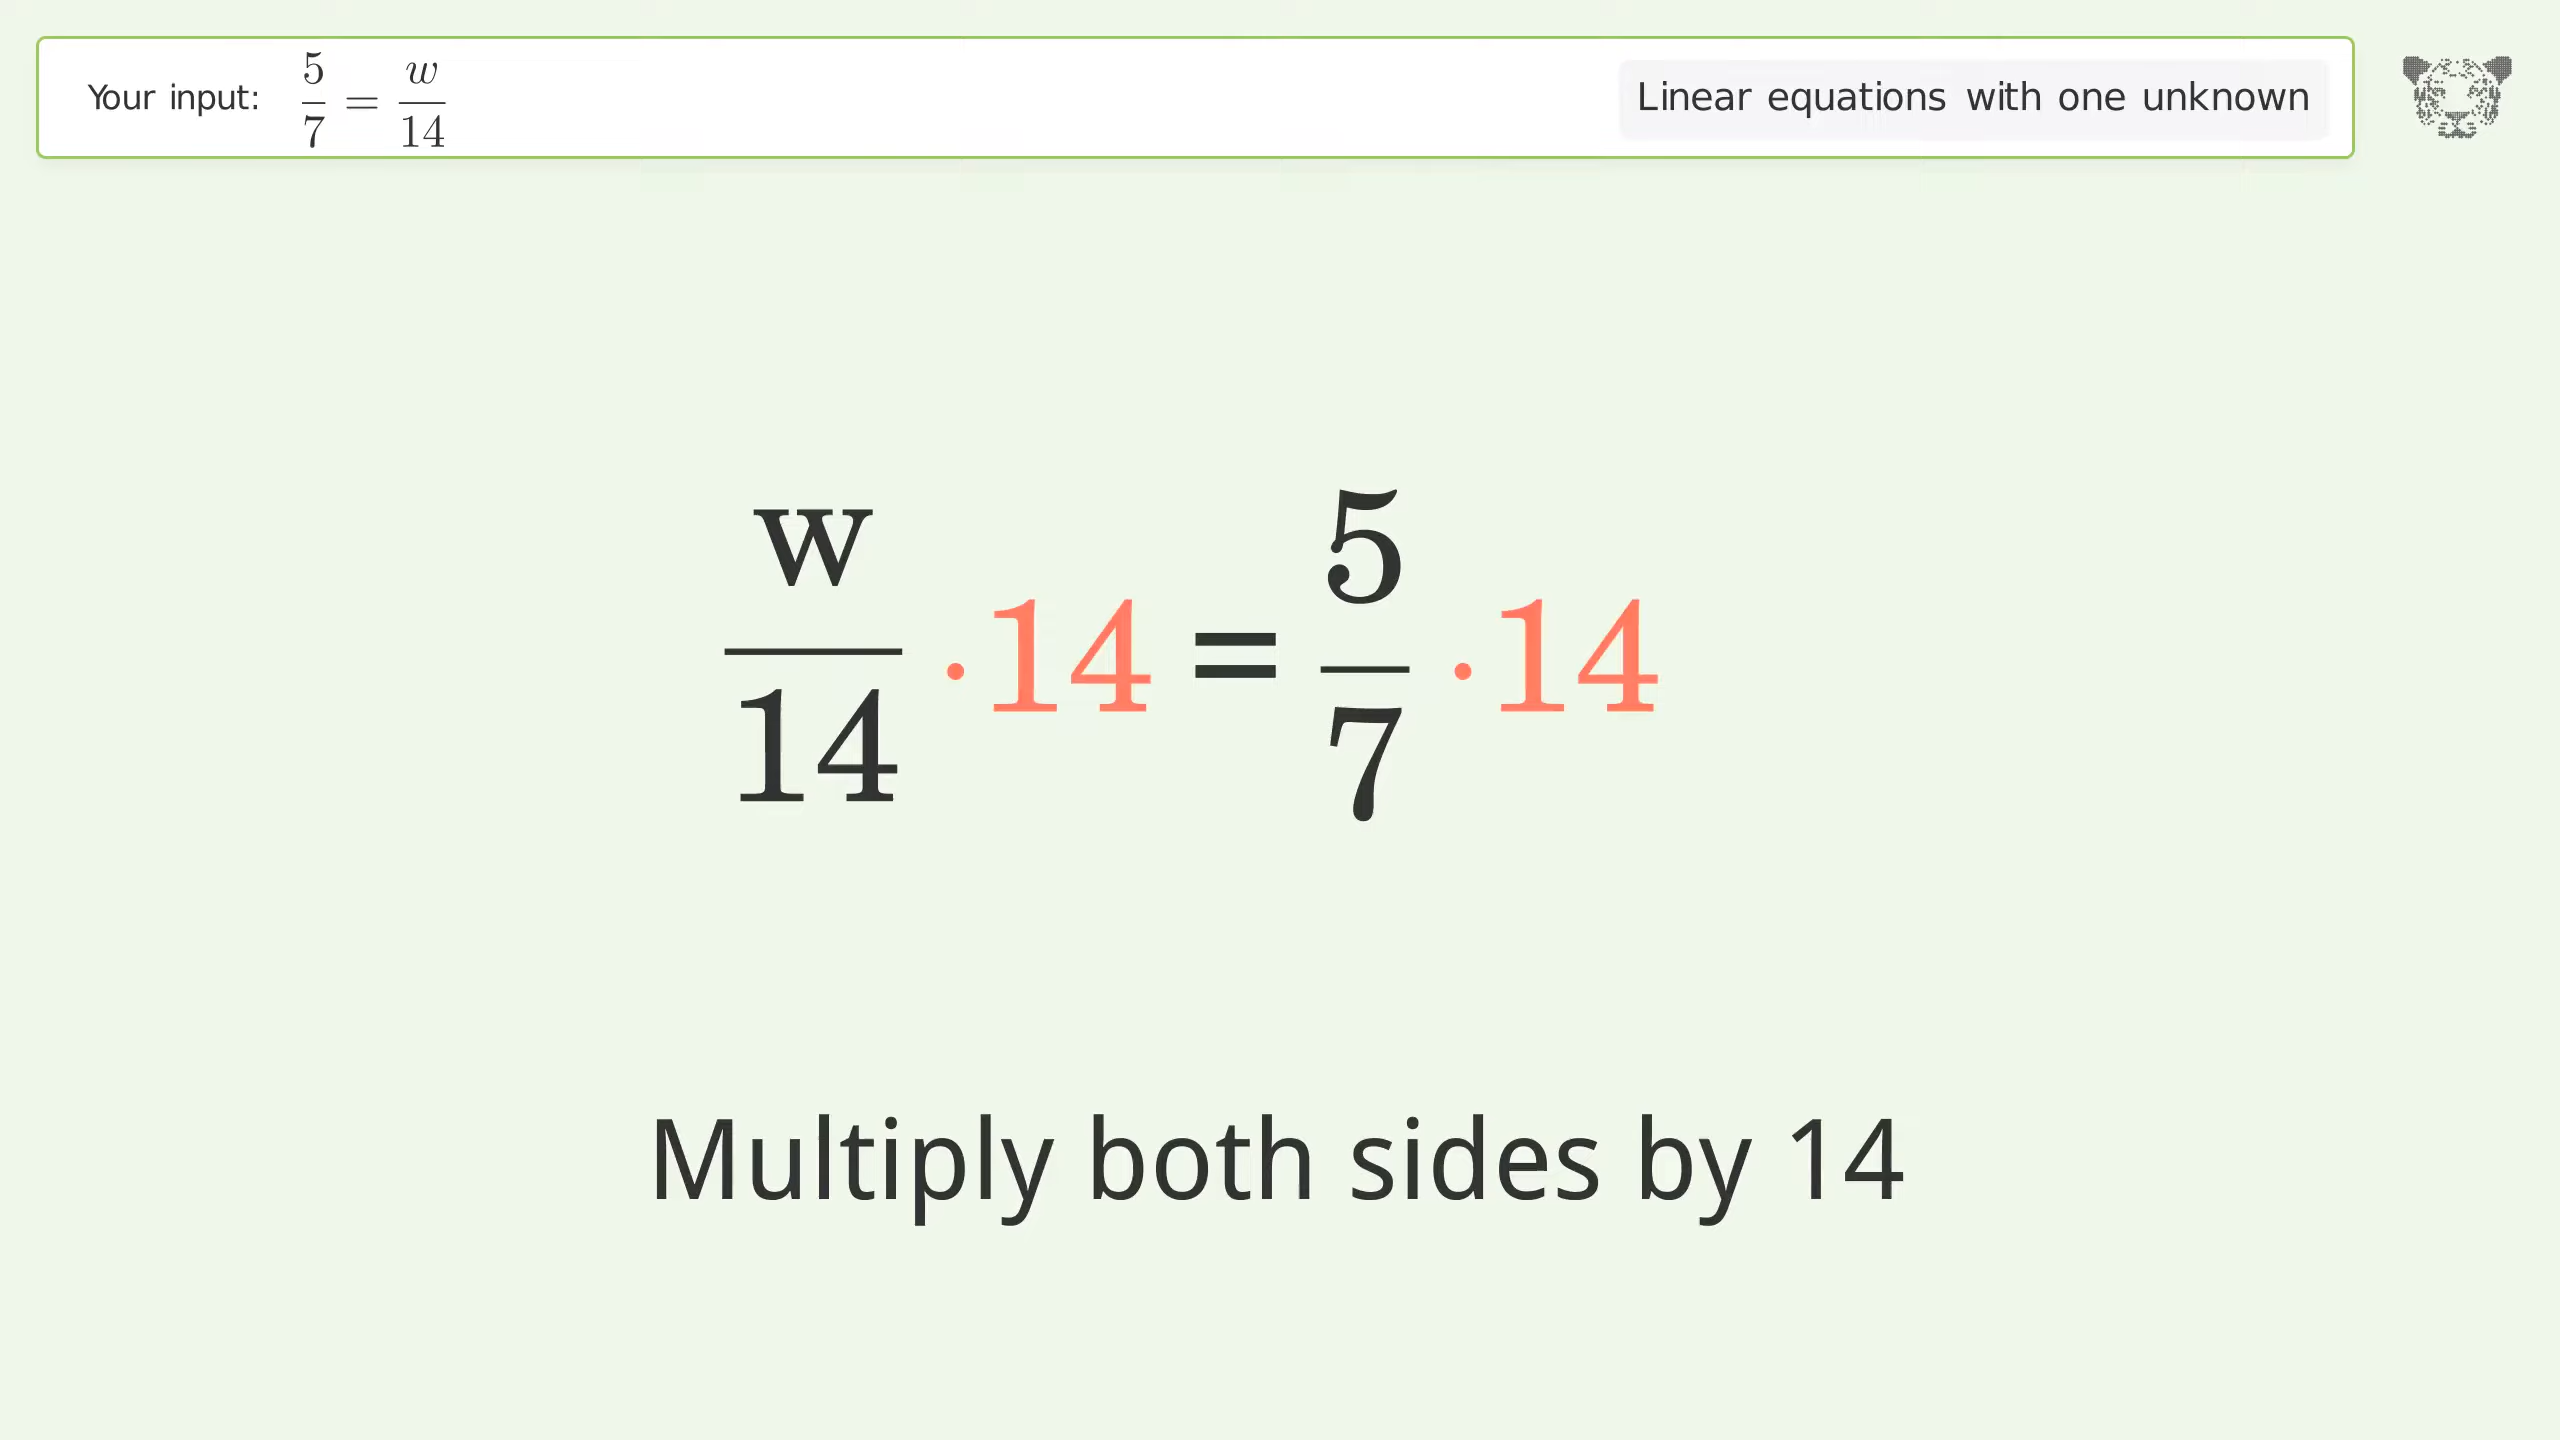 Your input: 5/7 = w/14
Linear equations with one unknown
w/14 ·14 = 5/7 ·14
Multiply both sides by 14